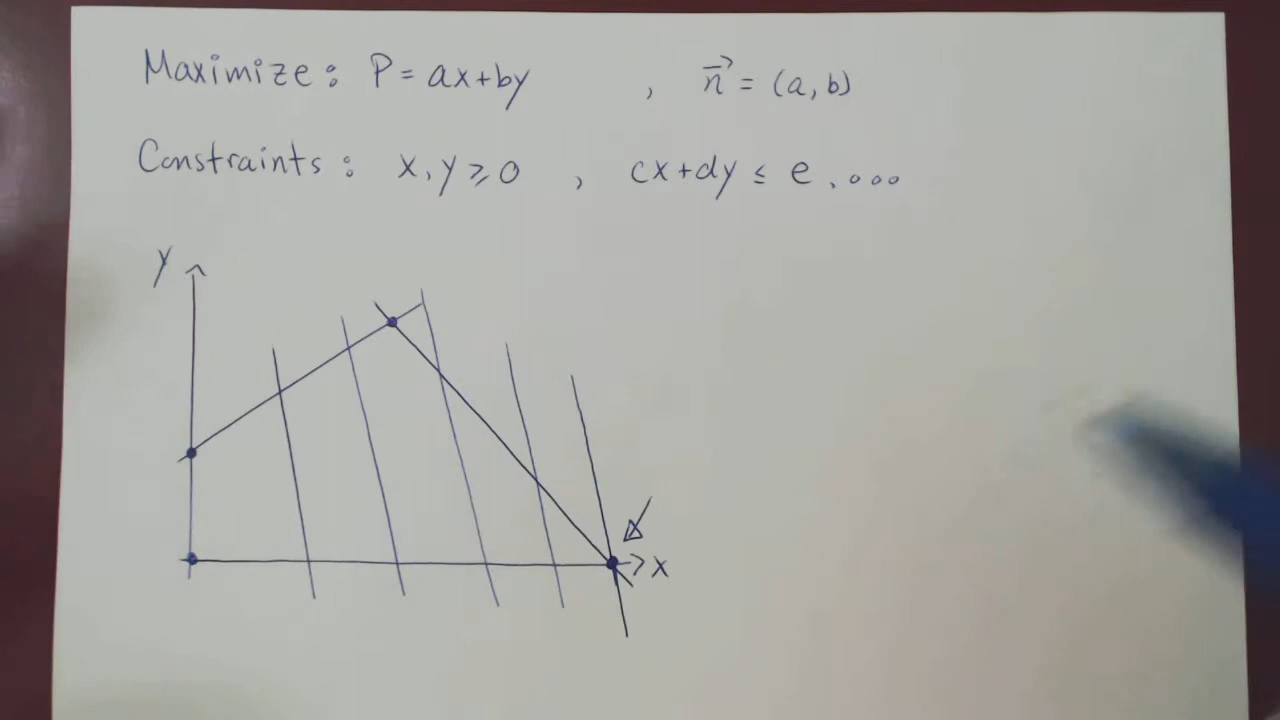 Maximize: P = ax+by , n⃗ = (a, b)
Constraints: x, y ≥ 0 , cx+dy ≤ e, ...
y
x